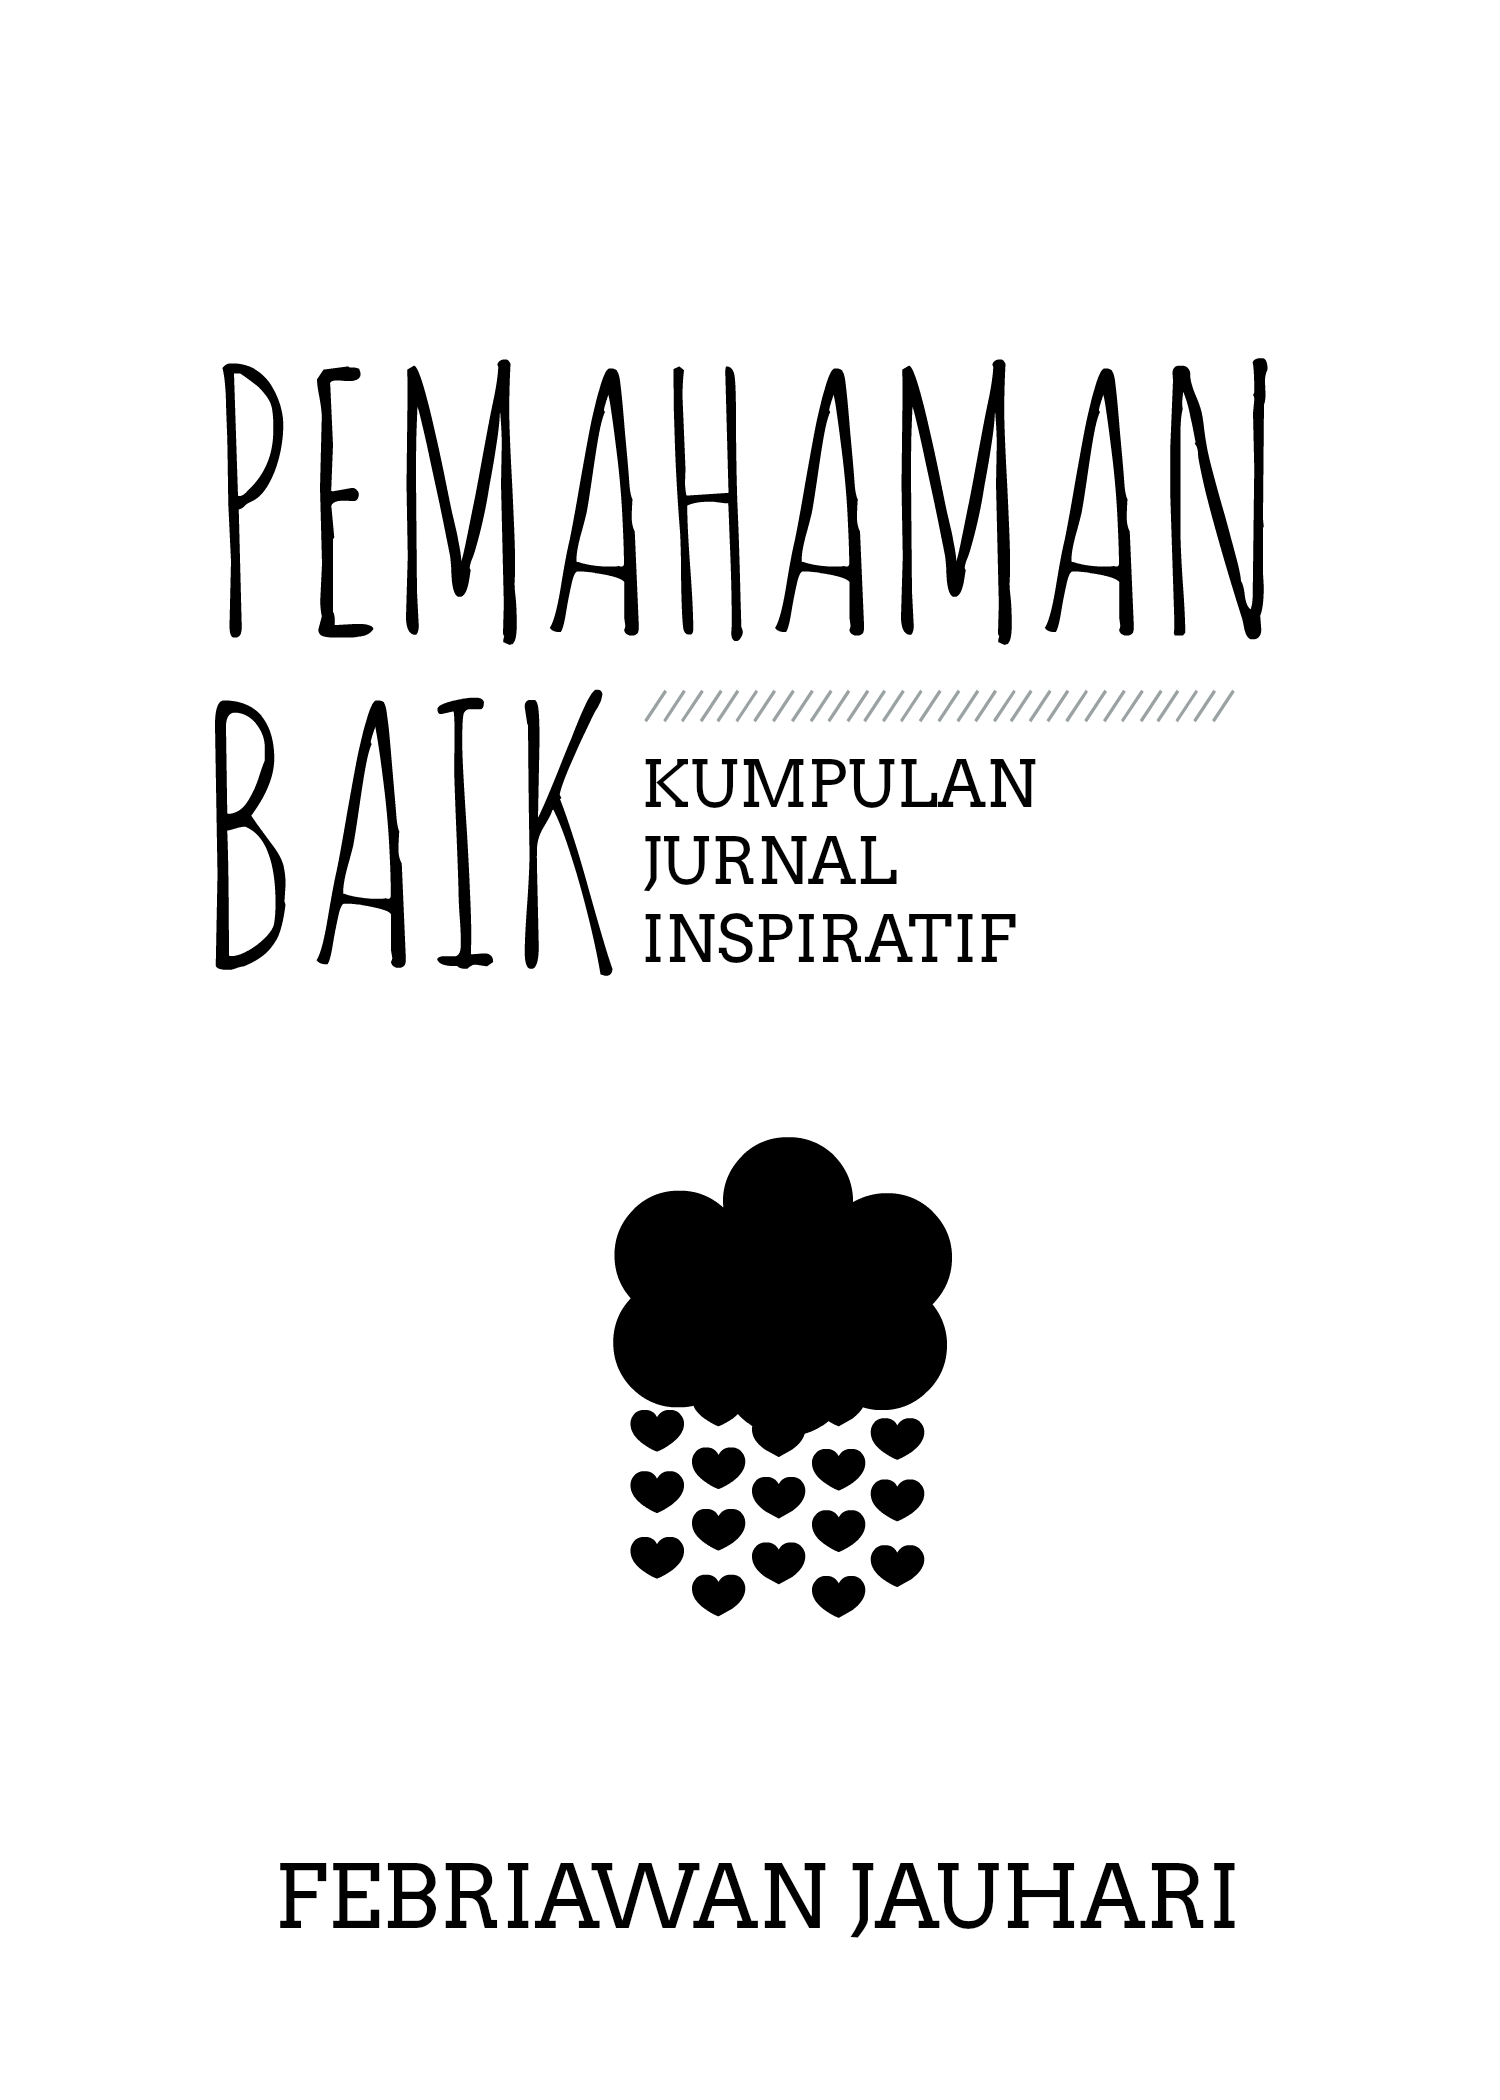 PEMAHAMAN
BAIK
KUMPULAN
JURNAL
INSPIRATIF
FEBRIAWAN JAUHARI